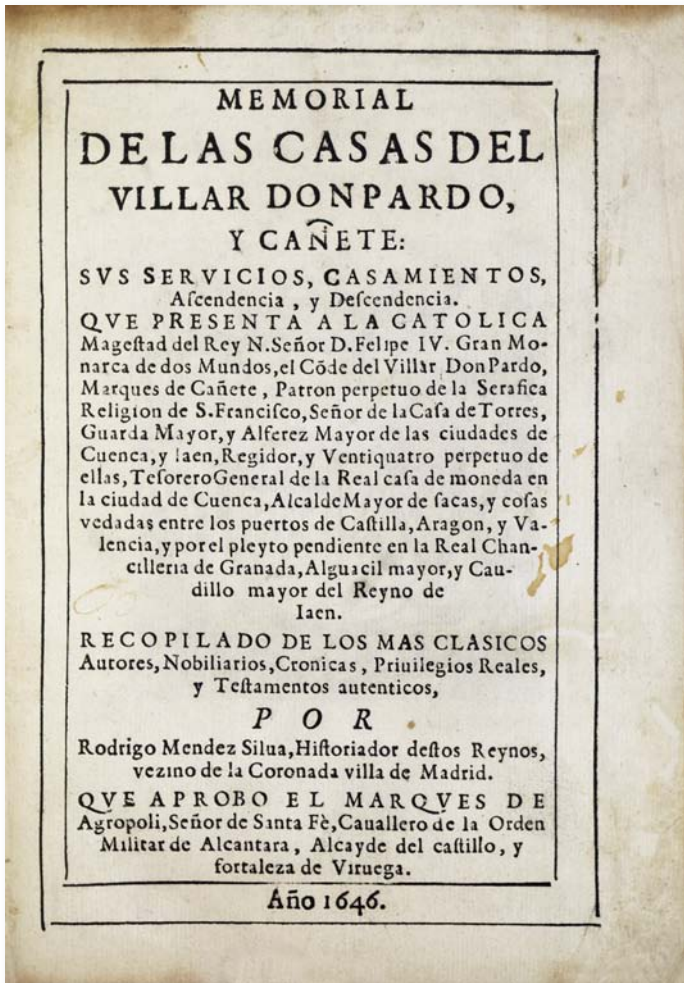 MEMORIAL
DE LAS CASAS DEL
VILLAR DONPARDO,
Y CAÑETE:
SVS SERVICIOS, CASAMIENTOS,
Aſcendencia, y Deſcendencia.
QVE PRESENTA A LA CATOLICA
Mageſtad del Rey N. Señor D. Felipe IV. Gran Mo-
narca de dos Mundos, el Cõde del Villar DonPardo,
Marques de Cañete, Patron perpetuo de la Serafica
Religion de S. Franciſco, Señor de la Caſa de Torres,
Guarda Mayor, y Alferez Mayor de las ciudades de
Cuenca, y Iaen, Regidor, y Ventiquatro perpetuo de
ellas, Teſorero General de la Real caſa de moneda en
la ciudad de Cuenca, Alcalde Mayor de ſacas, y coſas
vedadas entre los puertos de Caſtilla, Aragon, y Va-
lencia, y por el pleyto pendiente en la Real Chan-
cilleria de Granada, Alguacil mayor, y Cau-
dillo mayor del Reyno de
Iaen.
RECOPILADO DE LOS MAS CLASICOS
Autores, Nobiliarios, Cronicas, Priuilegios Reales,
y Teſtamentos autenticos,
POR
Rodrigo Mendez Silua, Hiſtoriador deſtos Reynos,
vezino de la Coronada villa de Madrid.
QVE APROBO EL MARQVES DE
Agropoli, Señor de Santa Fè, Cauallero de la Orden
Militar de Alcantara, Alcayde del caſtillo, y
fortaleza de Viruega.
Año 1646.